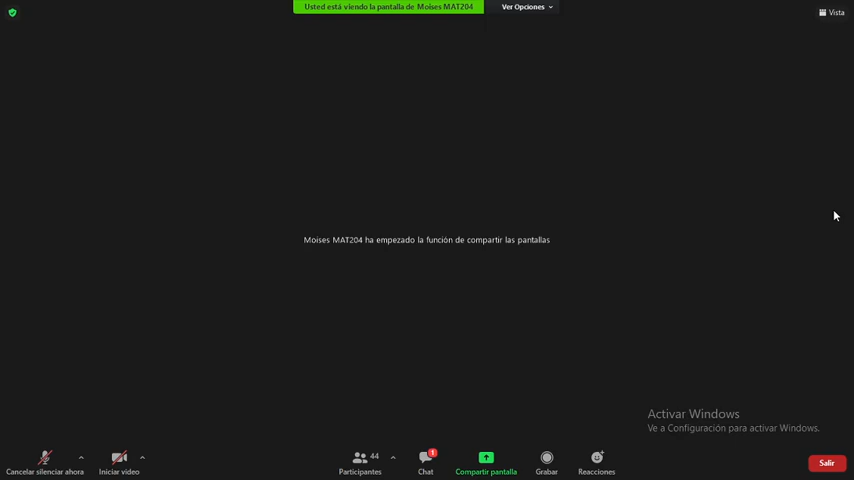 Usted está viendo la pantalla de Moises MAT204
Ver Opciones
Vista
Moises MAT204 ha empezado la función de compartir las pantallas
Activar Windows
Ve a Configuración para activar Windows.
44
1
Cancelar silenciar ahora
Iniciar video
Participantes
Chat
Compartir pantalla
Grabar
Reacciones
Salir